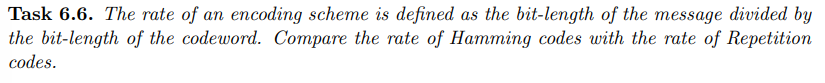 Task 6.6. The rate of an encoding scheme is defined as the bit-length of the message divided by
the bit-length of the codeword. Compare the rate of Hamming codes with the rate of Repetition
codes.